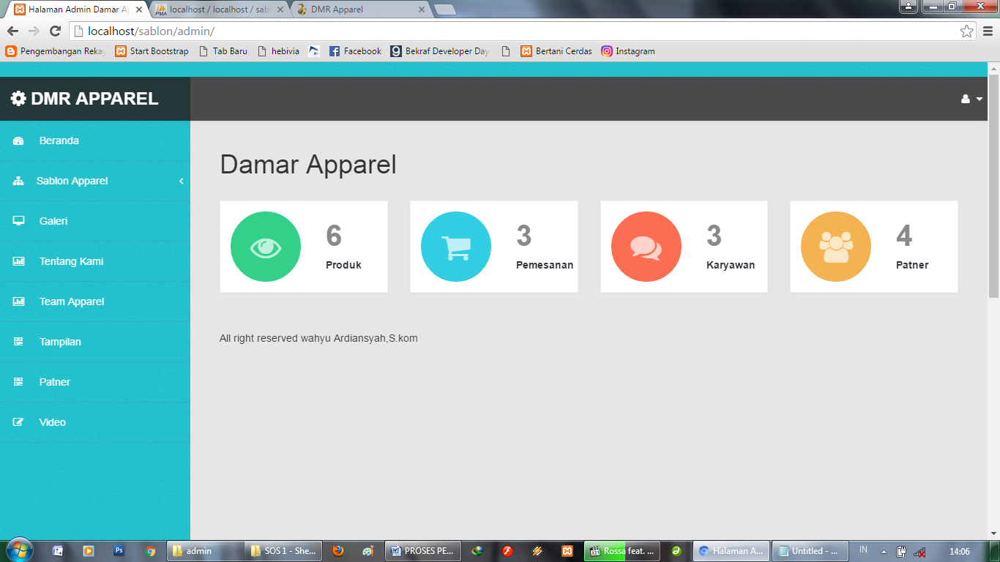 Halaman Admin Damar Ap
localhost / localhost / sabl
DMR Apparel
localhost/sablon/admin/
Pengembangan Rekay
Start Bootstrap
Tab Baru
hebivia
Facebook
Bekraf Developer Day
Bertani Cerdas
Instagram
DMR APPAREL
Beranda
Sablon Apparel
Galeri
Tentang Kami
Team Apparel
Tampilan
Patner
Video
Damar Apparel
6
Produk
3
Pemesanan
3
Karyawan
4
Patner
All right reserved wahyu Ardiansyah,S.kom
admin
SOS 1 - She...
PROSES PE...
Rossa feat. ...
Halaman A...
Untitled - ...
IN
14:06